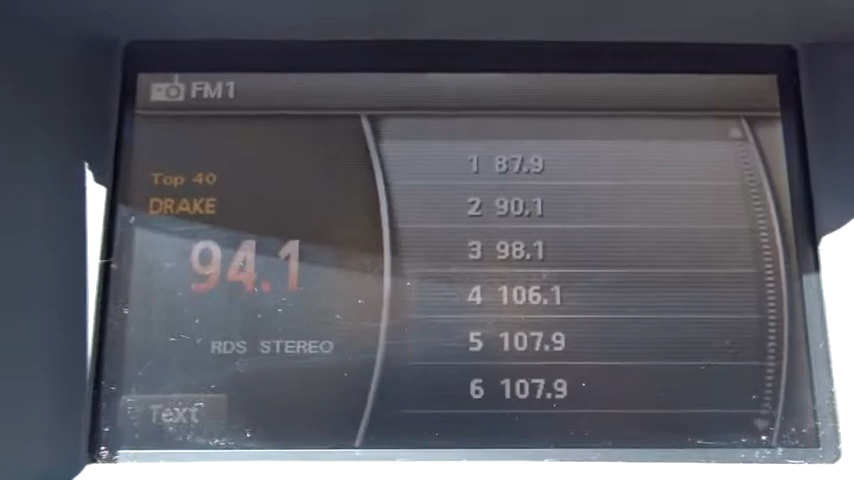 FM1
Top 40
DRAKE
94.1
RDS STEREO
Text
1 87.9
2 90.1
3 98.1
4 106.1
5 107.9
6 107.9